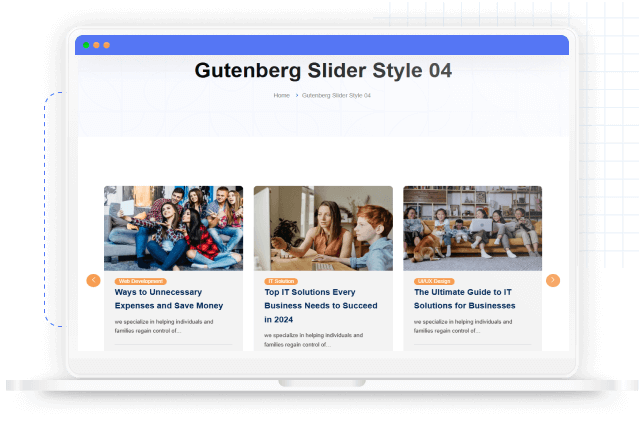 Gutenberg Slider Style 04
Home > Gutenberg Slider Style 04
Web Development
Ways to Unnecessary
Expenses and Save Money
we specialize in helping individuals and
families regain control of...
IT Solution
Top IT Solutions Every
Business Needs to Succeed
in 2024
we specialize in helping individuals and
families regain control of...
UI/UX Design
The Ultimate Guide to IT
Solutions for Businesses
we specialize in helping individuals and
families regain control of...